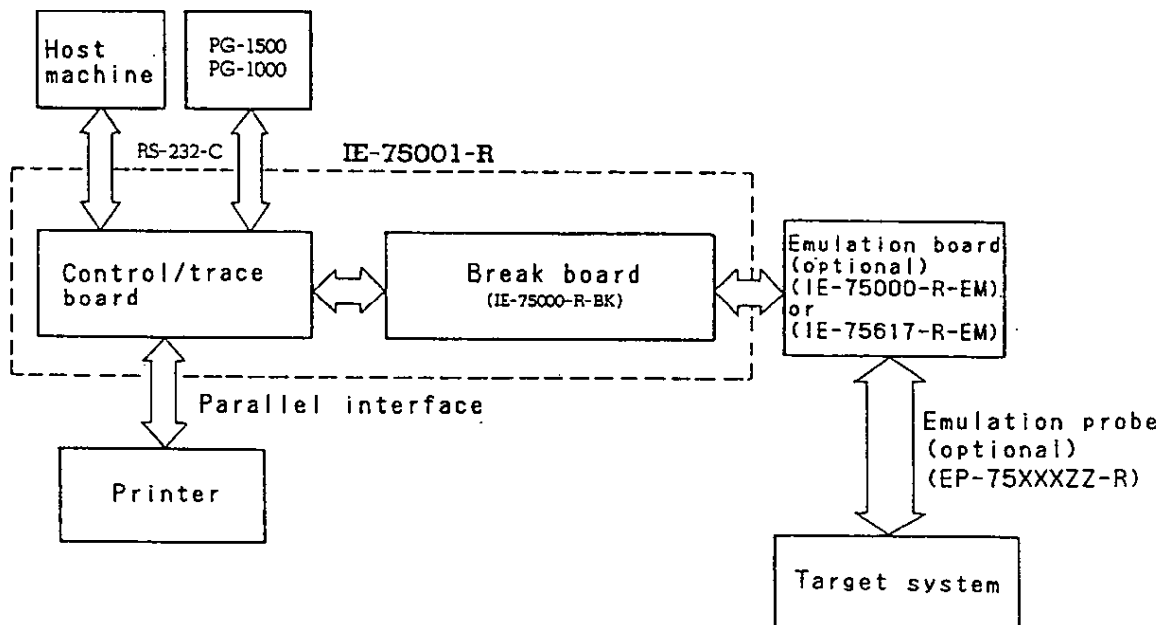 Host
machine
PG-1500
PG-1000
RS-232-C
IE-75001-R
Control/trace
board
Break board
(IE-75000-R-BK)
Emulation board
(optional)
(IE-75000-R-EM)
or
(IE-75617-R-EM)
Parallel interface
Emulation probe
(optional)
(EP-75XXXZZ-R)
Printer
Target system